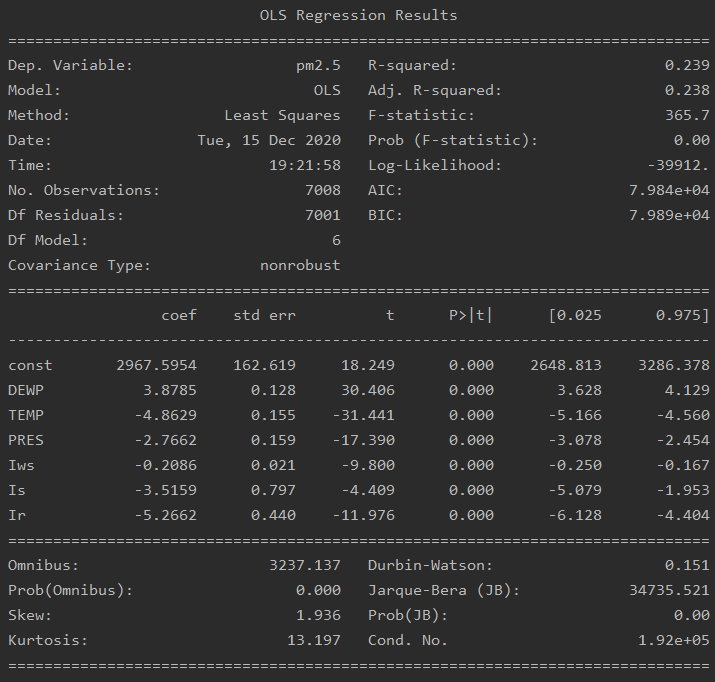 OLS Regression Results
==============================================================================
Dep. Variable: pm2.5 R-squared: 0.239
Model: OLS Adj. R-squared: 0.238
Method: Least Squares F-statistic: 365.7
Date: Tue, 15 Dec 2020 Prob (F-statistic): 0.00
Time: 19:21:58 Log-Likelihood: -39912.
No. Observations: 7008 AIC: 7.984e+04
Df Residuals: 7001 BIC: 7.989e+04
Df Model: 6
Covariance Type: nonrobust
==============================================================================
coef std err t P>|t| [0.025 0.975]
------------------------------------------------------------------------------
const 2967.5954 162.619 18.249 0.000 2648.813 3286.378
DEWP 3.8785 0.128 30.406 0.000 3.628 4.129
TEMP -4.8629 0.155 -31.441 0.000 -5.166 -4.560
PRES -2.7662 0.159 -17.390 0.000 -3.078 -2.454
Iws -0.2086 0.021 -9.800 0.000 -0.250 -0.167
Is -3.5159 0.797 -4.409 0.000 -5.079 -1.953
Ir -5.2662 0.440 -11.976 0.000 -6.128 -4.404
==============================================================================
Omnibus: 3237.137 Durbin-Watson: 0.151
Prob(Omnibus): 0.000 Jarque-Bera (JB): 34735.521
Skew: 1.936 Prob(JB): 0.00
Kurtosis: 13.197 Cond. No. 1.92e+05
==============================================================================